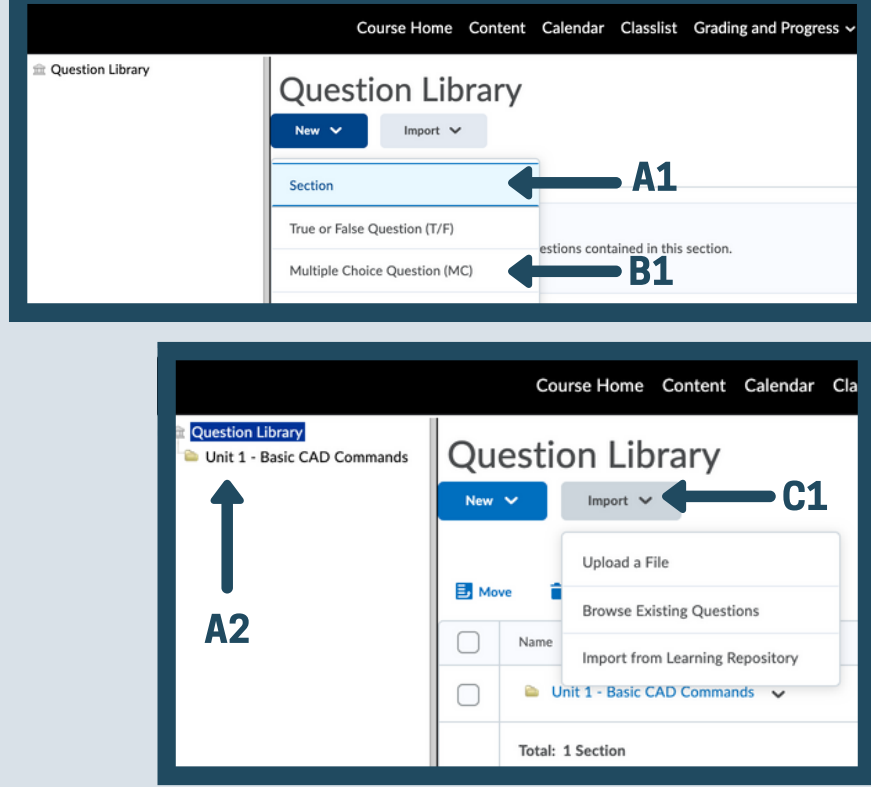 Course Home Content Calendar Classlist Grading and Progress
Question Library
Question Library
New Import
Section
A1
True or False Question (T/F)
estions contained in this section.
Multiple Choice Question (MC)
B1
Course Home Content Calendar Cla
Question Library
Unit 1 - Basic CAD Commands
Question Library
New Import
C1
Upload a File
Move
Browse Existing Questions
A2
Name
Import from Learning Repository
Unit 1 - Basic CAD Commands
Total: 1 Section